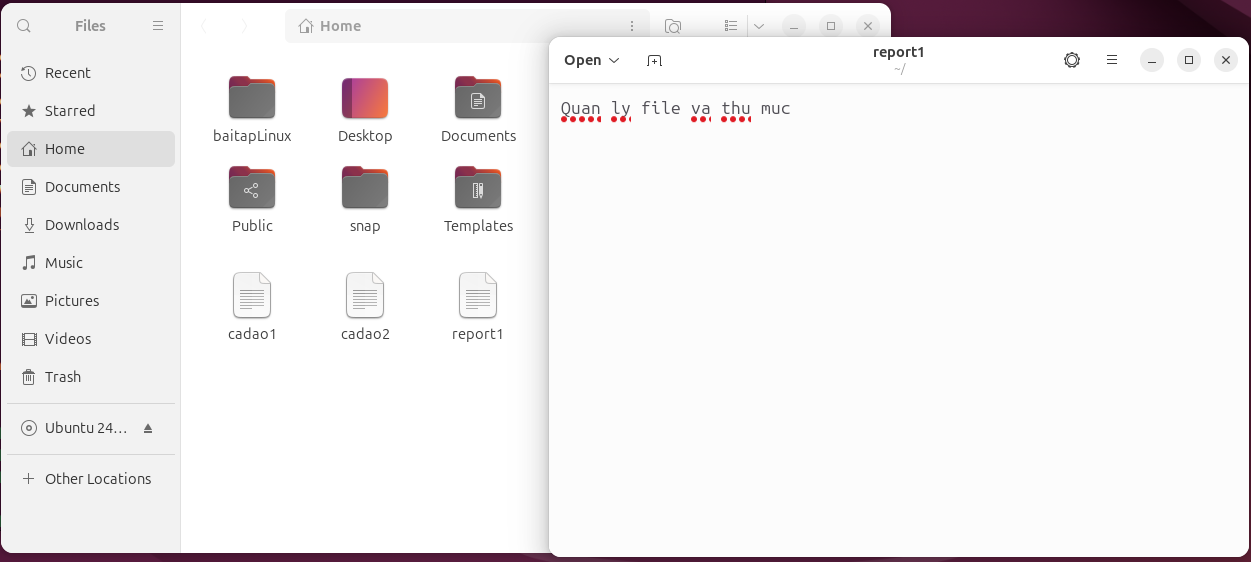 Files
Home
Recent
Starred
Home
Documents
Downloads
Music
Pictures
Videos
Trash
Ubuntu 24…
Other Locations
baitapLinux
Desktop
Documents
Public
snap
Templates
cadao1
cadao2
report1
Open
report1
~/
Quan ly file va thu muc